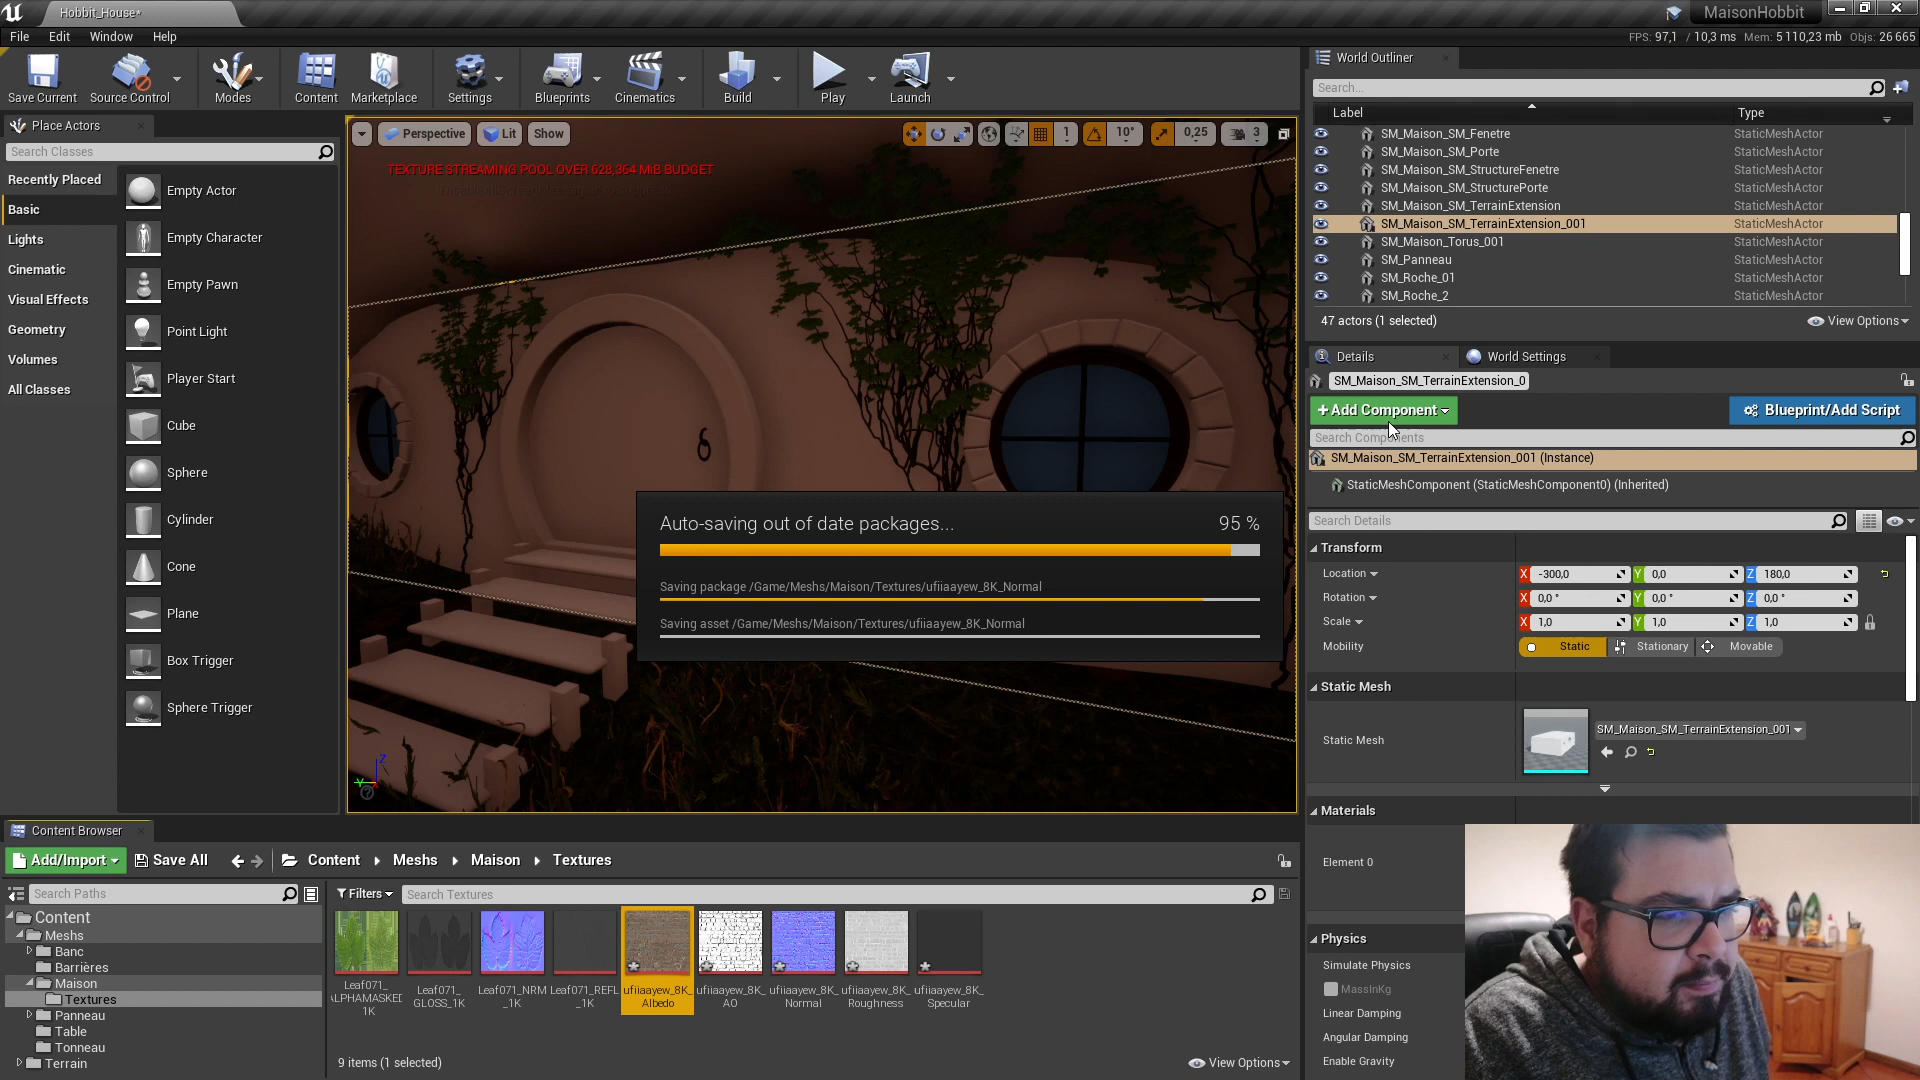 Hobbit_House*
MaisonHobbit
File Edit Window Help
FPS: 97,1 / 10,3 ms Mem: 5 110,23 mb Objs: 26 665
Save Current Source Control Modes Content Marketplace Settings Blueprints Cinematics Build Play Launch
Place Actors
Search Classes
Recently Placed
Basic
Lights
Cinematic
Visual Effects
Geometry
Volumes
All Classes
Empty Actor
Empty Character
Empty Pawn
Point Light
Player Start
Cube
Sphere
Cylinder
Cone
Plane
Box Trigger
Sphere Trigger
Perspective Lit Show
1 10° 0,25 3
TEXTURE STREAMING POOL OVER 628,364 MiB BUDGET
6
Z
Y
Auto-saving out of date packages... 95 %
Saving package /Game/Meshs/Maison/Textures/ufiiaayew_8K_Normal
Saving asset /Game/Meshs/Maison/Textures/ufiiaayew_8K_Normal
World Outliner
Search...
Label Type
SM_Maison_SM_Fenetre StaticMeshActor
SM_Maison_SM_Porte StaticMeshActor
SM_Maison_SM_StructureFenetre StaticMeshActor
SM_Maison_SM_StructurePorte StaticMeshActor
SM_Maison_SM_TerrainExtension StaticMeshActor
SM_Maison_SM_TerrainExtension_001 StaticMeshActor
SM_Maison_Torus_001 StaticMeshActor
SM_Panneau StaticMeshActor
SM_Roche_01 StaticMeshActor
SM_Roche_2 StaticMeshActor
47 actors (1 selected) View Options
Details World Settings
SM_Maison_SM_TerrainExtension_0
+Add Component Blueprint/Add Script
Search Components
SM_Maison_SM_TerrainExtension_001 (Instance)
StaticMeshComponent (StaticMeshComponent0) (Inherited)
Search Details
Transform
Location X -300,0 Y 0,0 Z 180,0
Rotation X 0,0 ° Y 0,0 ° Z 0,0 °
Scale X 1,0 Y 1,0 Z 1,0
Mobility Static Stationary Movable
Static Mesh
Static Mesh SM_Maison_SM_TerrainExtension_001
Materials
Element 0
Physics
Simulate Physics
MassInKg
Linear Damping
Angular Damping
Enable Gravity
Content Browser
Add/Import Save All Content Meshs Maison Textures
Search Paths
Filters Search Textures
Content
Meshs
Banc
Barrières
Maison
Textures
Panneau
Table
Tonneau
Terrain
Leaf071_
ALPHAMASKED
1K
Leaf071_
GLOSS_1K
Leaf071_NRM
_1K
Leaf071_REFL
_1K
ufiiaayew_8K_
Albedo
ufiiaayew_8K_
AO
ufiiaayew_8K_
Normal
ufiiaayew_8K_
Roughness
ufiiaayew_8K_
Specular
9 items (1 selected) View Options